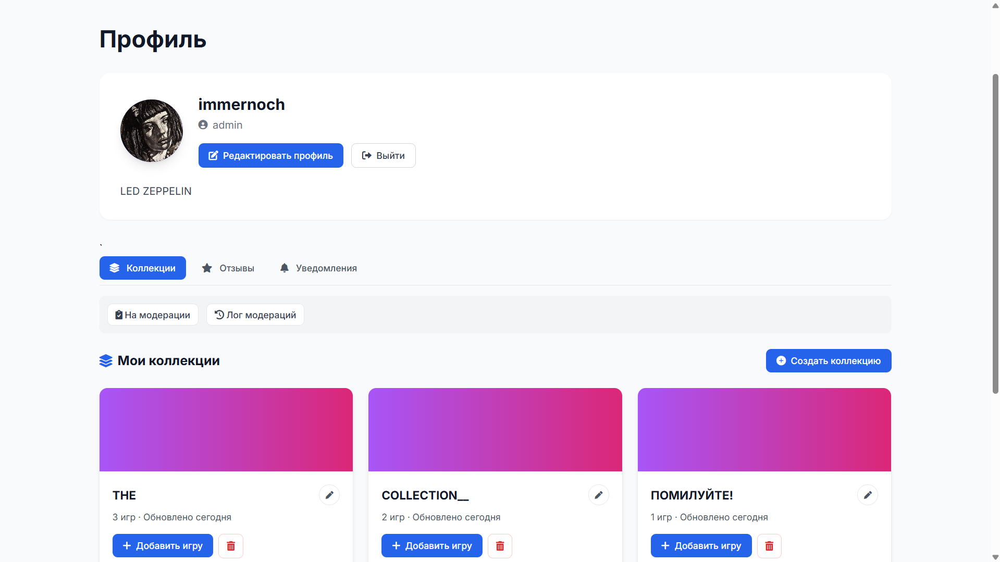 Профиль
immernoch
admin
Редактировать профиль
Выйти
LED ZEPPELIN
`
Коллекции
Отзывы
Уведомления
На модерации
Лог модераций
Мои коллекции
Создать коллекцию
THE
3 игр · Обновлено сегодня
Добавить игру
COLLECTION__
2 игр · Обновлено сегодня
Добавить игру
ПОМИЛУЙТЕ!
1 игр · Обновлено сегодня
Добавить игру